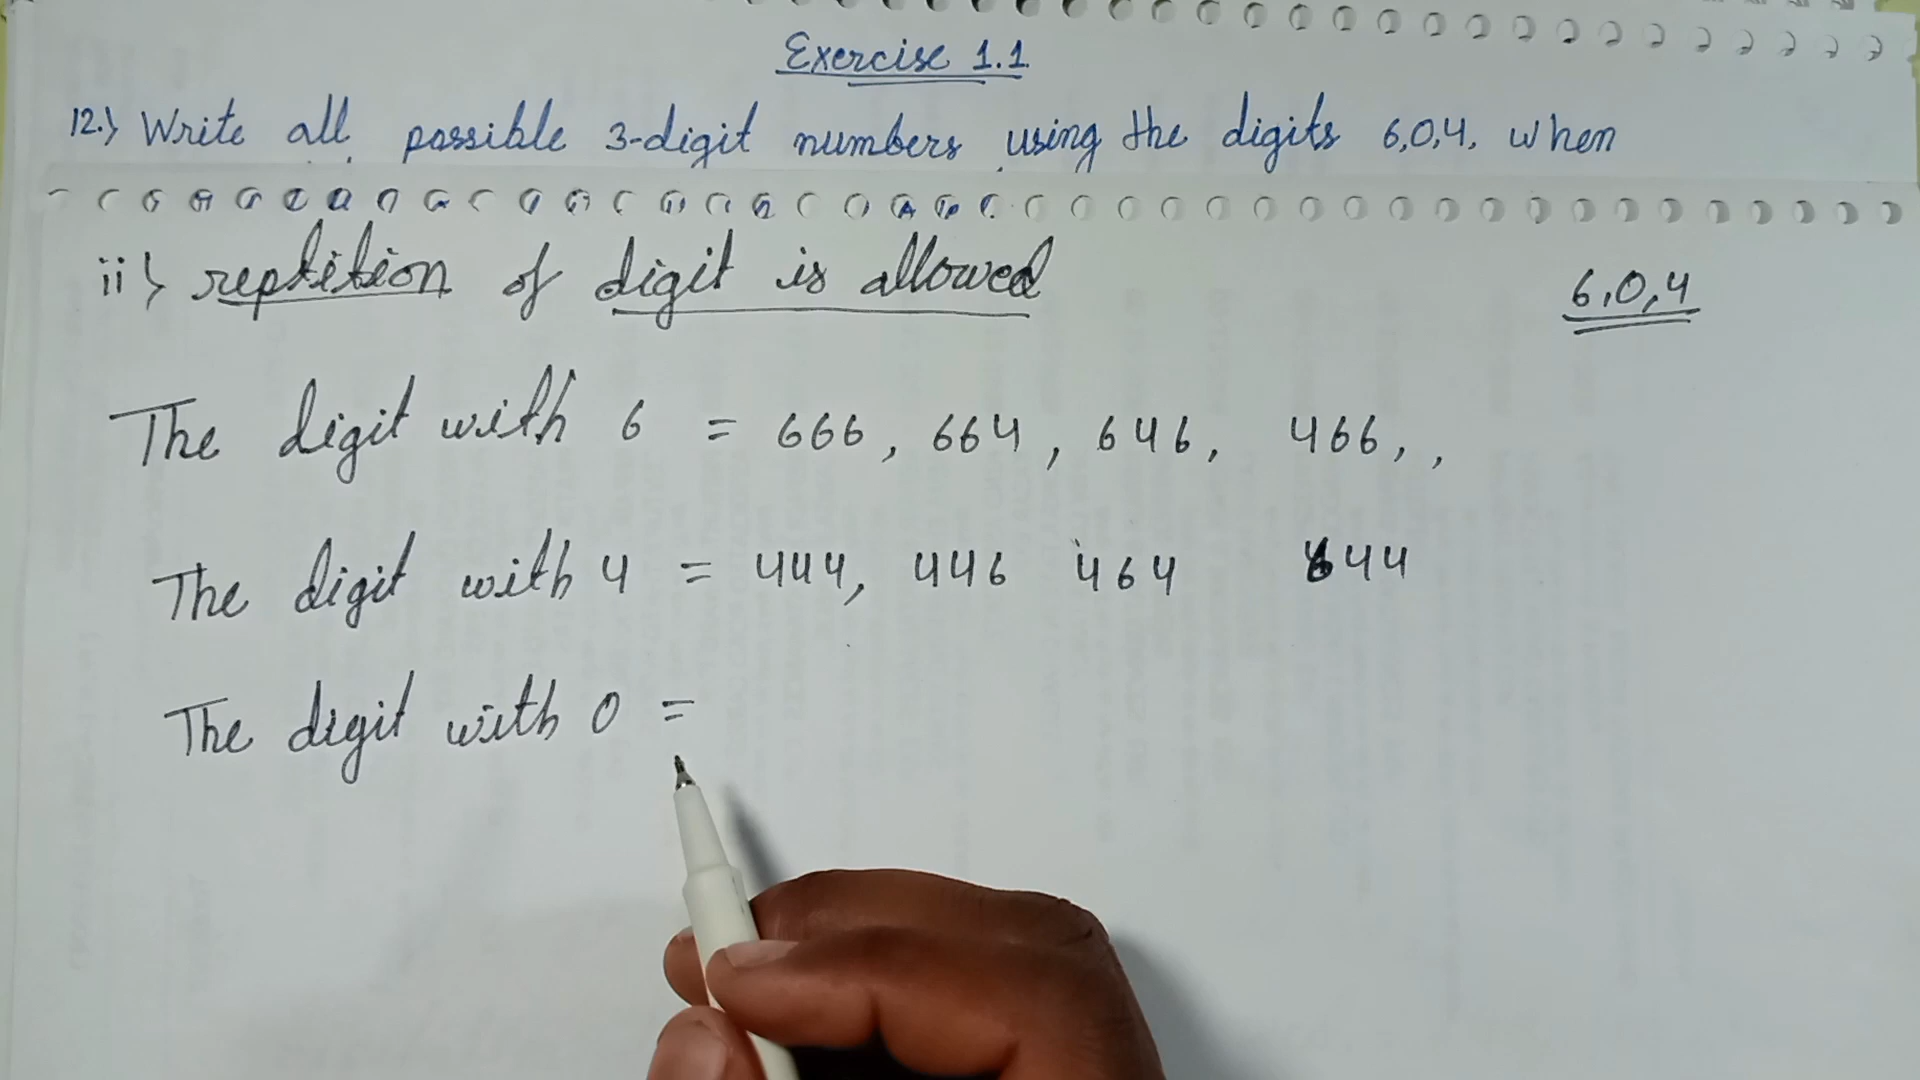 Exercise 1.1
12.) Write all possible 3-digit numbers using the digits 6,0,4, when
ii) reptition of digit is allowed
6,0,4
The digit with 6 = 666, 664, 646, 466, ,
The digit with 4 = 444, 446 464 644
The digit with 0 =